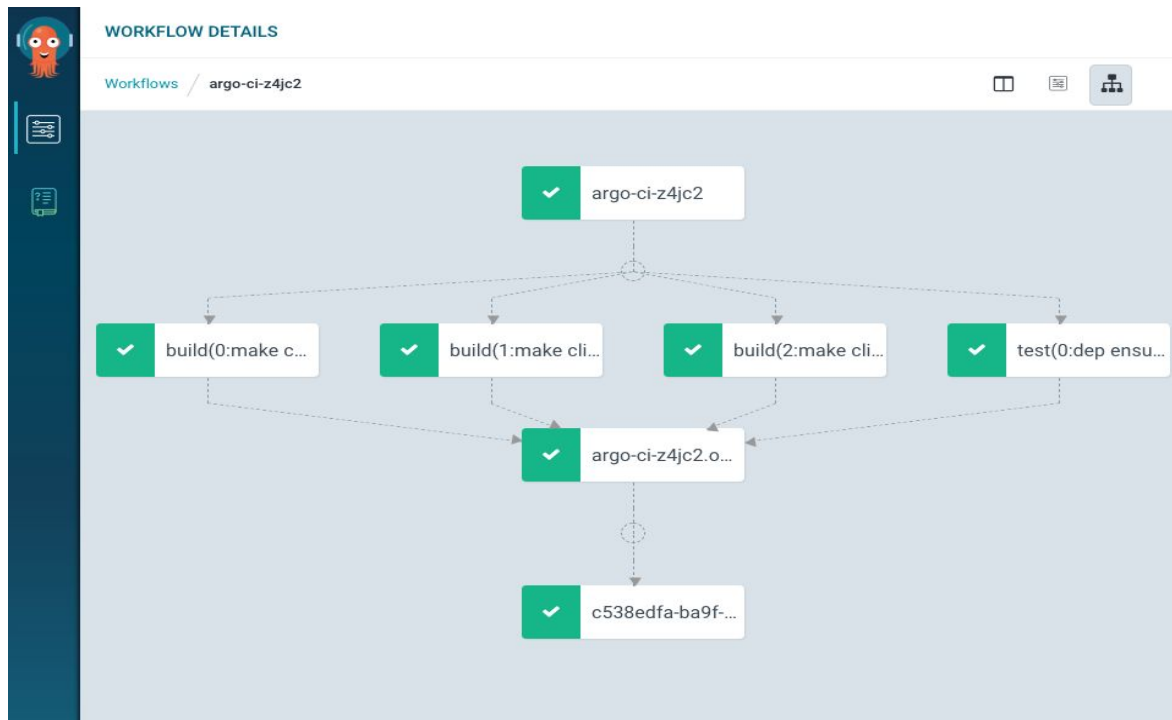 WORKFLOW DETAILS
Workflows / argo-ci-z4jc2
argo-ci-z4jc2
build(0:make c...
build(1:make cli...
build(2:make cli...
test(0:dep ensu...
argo-ci-z4jc2.o...
c538edfa-ba9f-...